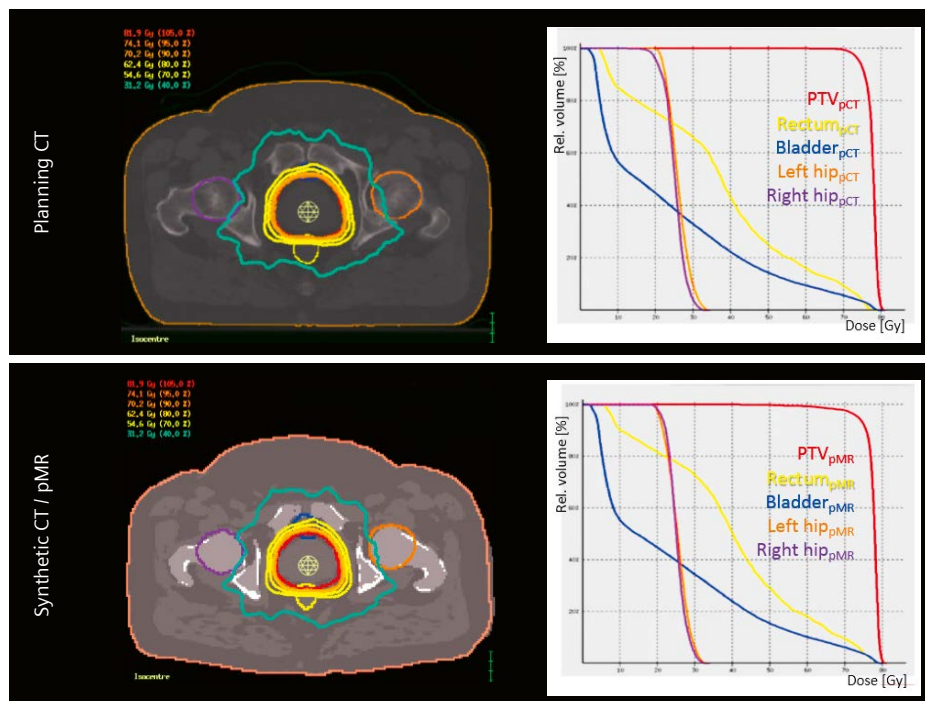 Planning CT
81,9 Gy (105,0 %)
74,1 Gy (95,0 %)
70,2 Gy (90,0 %)
62,4 Gy (80,0 %)
54,6 Gy (70,0 %)
31,2 Gy (40,0 %)
Isocentre
Rel. volume [%]
PTVpCT
RectumpCT
BladderpCT
Left hippCT
Right hippCT
Dose [Gy]
Synthetic CT / pMR
81,9 Gy (105,0 %)
74,1 Gy (95,0 %)
70,2 Gy (90,0 %)
62,4 Gy (80,0 %)
54,6 Gy (70,0 %)
31,2 Gy (40,0 %)
Isocentre
Rel. volume [%]
PTVpMR
RectumpMR
BladderpMR
Left hippMR
Right hippMR
Dose [Gy]